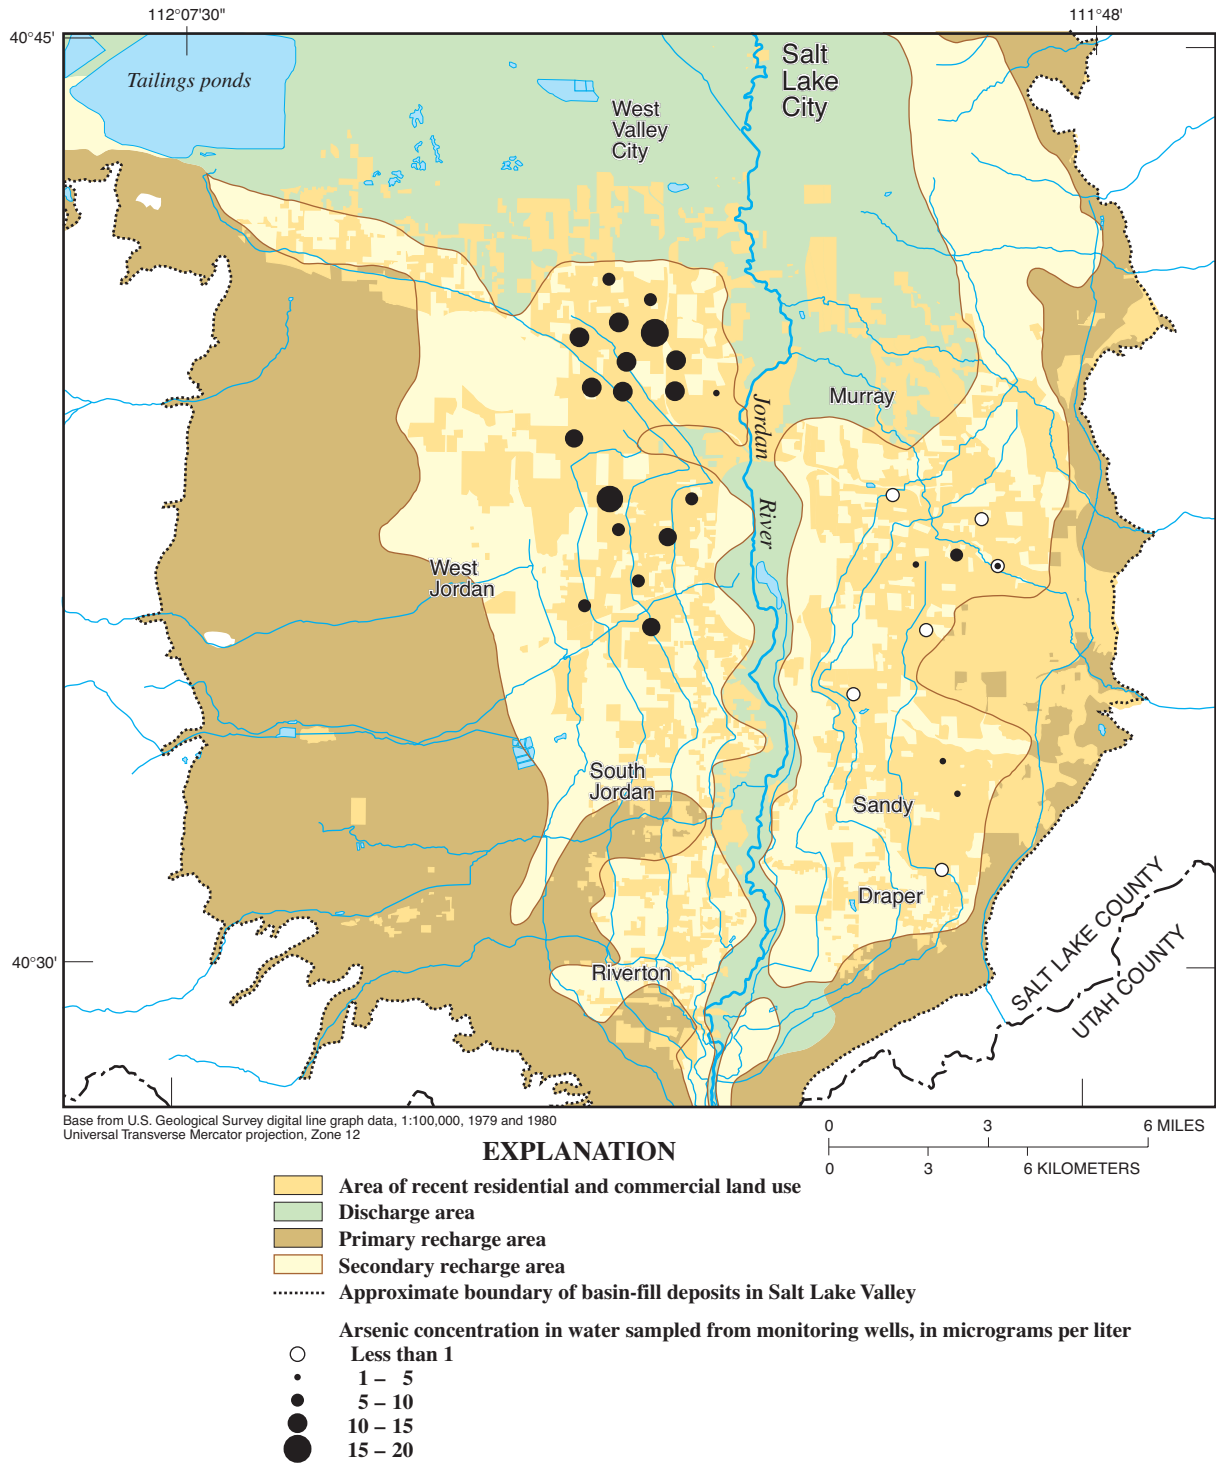 112°07'30"
111°48'
40°45'
Tailings ponds
Salt
Lake
City
West
Valley
City
Murray
Jordan
River
West
Jordan
South
Jordan
Sandy
Draper
Riverton
40°30'
SALT LAKE COUNTY
UTAH COUNTY
Base from U.S. Geological Survey digital line graph data, 1:100,000, 1979 and 1980
Universal Transverse Mercator projection, Zone 12
0 3 6 MILES
0 3 6 KILOMETERS
EXPLANATION
Area of recent residential and commercial land use
Discharge area
Primary recharge area
Secondary recharge area
Approximate boundary of basin-fill deposits in Salt Lake Valley
Arsenic concentration in water sampled from monitoring wells, in micrograms per liter
Less than 1
1 – 5
5 – 10
10 – 15
15 – 20